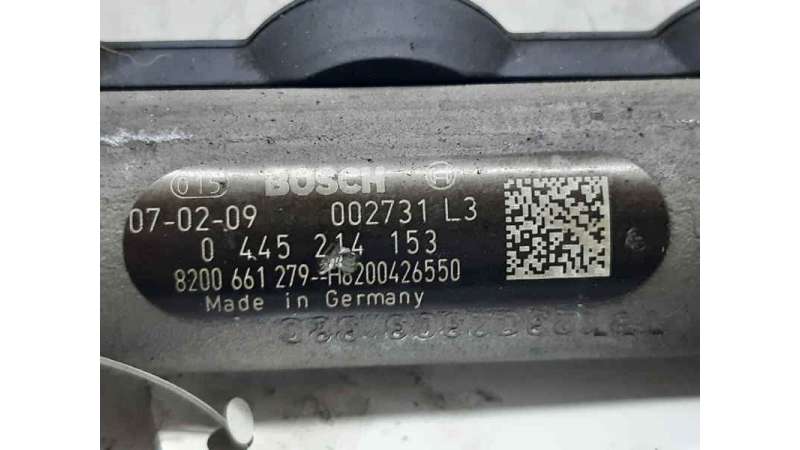 015 BOSCH
07-02-09 002731 L3
0 445 214 153
8200 661 279--H8200426550
Made in Germany